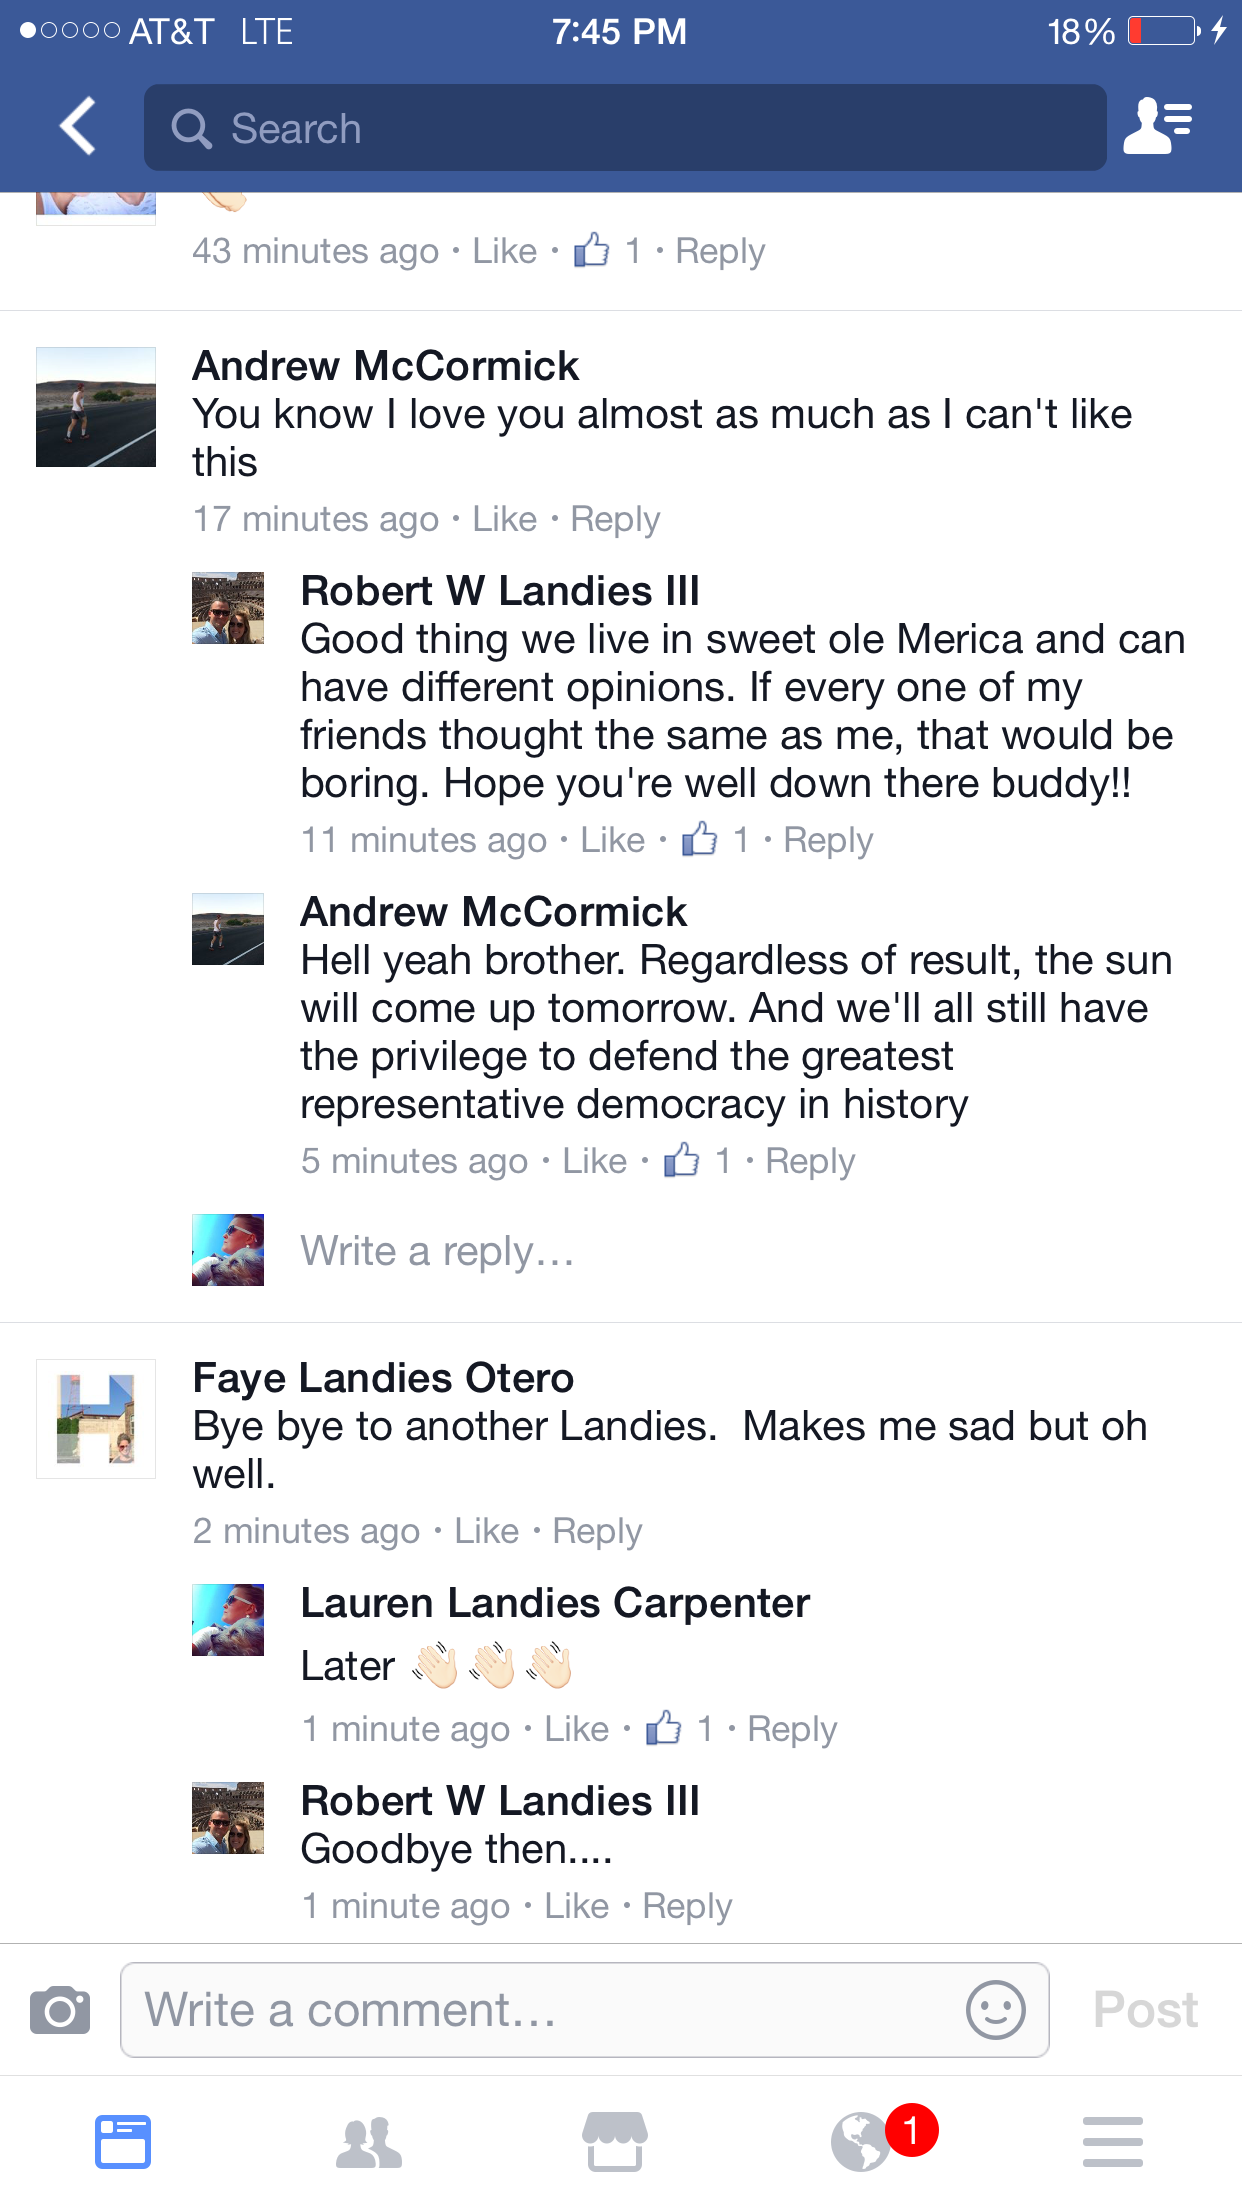 AT&T LTE 7:45 PM 18%
Search
43 minutes ago · Like · 1 · Reply
Andrew McCormick
You know I love you almost as much as I can't like
this
17 minutes ago · Like · Reply
Robert W Landies III
Good thing we live in sweet ole Merica and can
have different opinions. If every one of my
friends thought the same as me, that would be
boring. Hope you're well down there buddy!!
11 minutes ago · Like · 1 · Reply
Andrew McCormick
Hell yeah brother. Regardless of result, the sun
will come up tomorrow. And we'll all still have
the privilege to defend the greatest
representative democracy in history
5 minutes ago · Like · 1 · Reply
Write a reply...
Faye Landies Otero
Bye bye to another Landies.  Makes me sad but oh
well.
2 minutes ago · Like · Reply
Lauren Landies Carpenter
Later 👋🏻👋🏻👋🏻
1 minute ago · Like · 1 · Reply
Robert W Landies III
Goodbye then....
1 minute ago · Like · Reply
Write a comment... Post
1